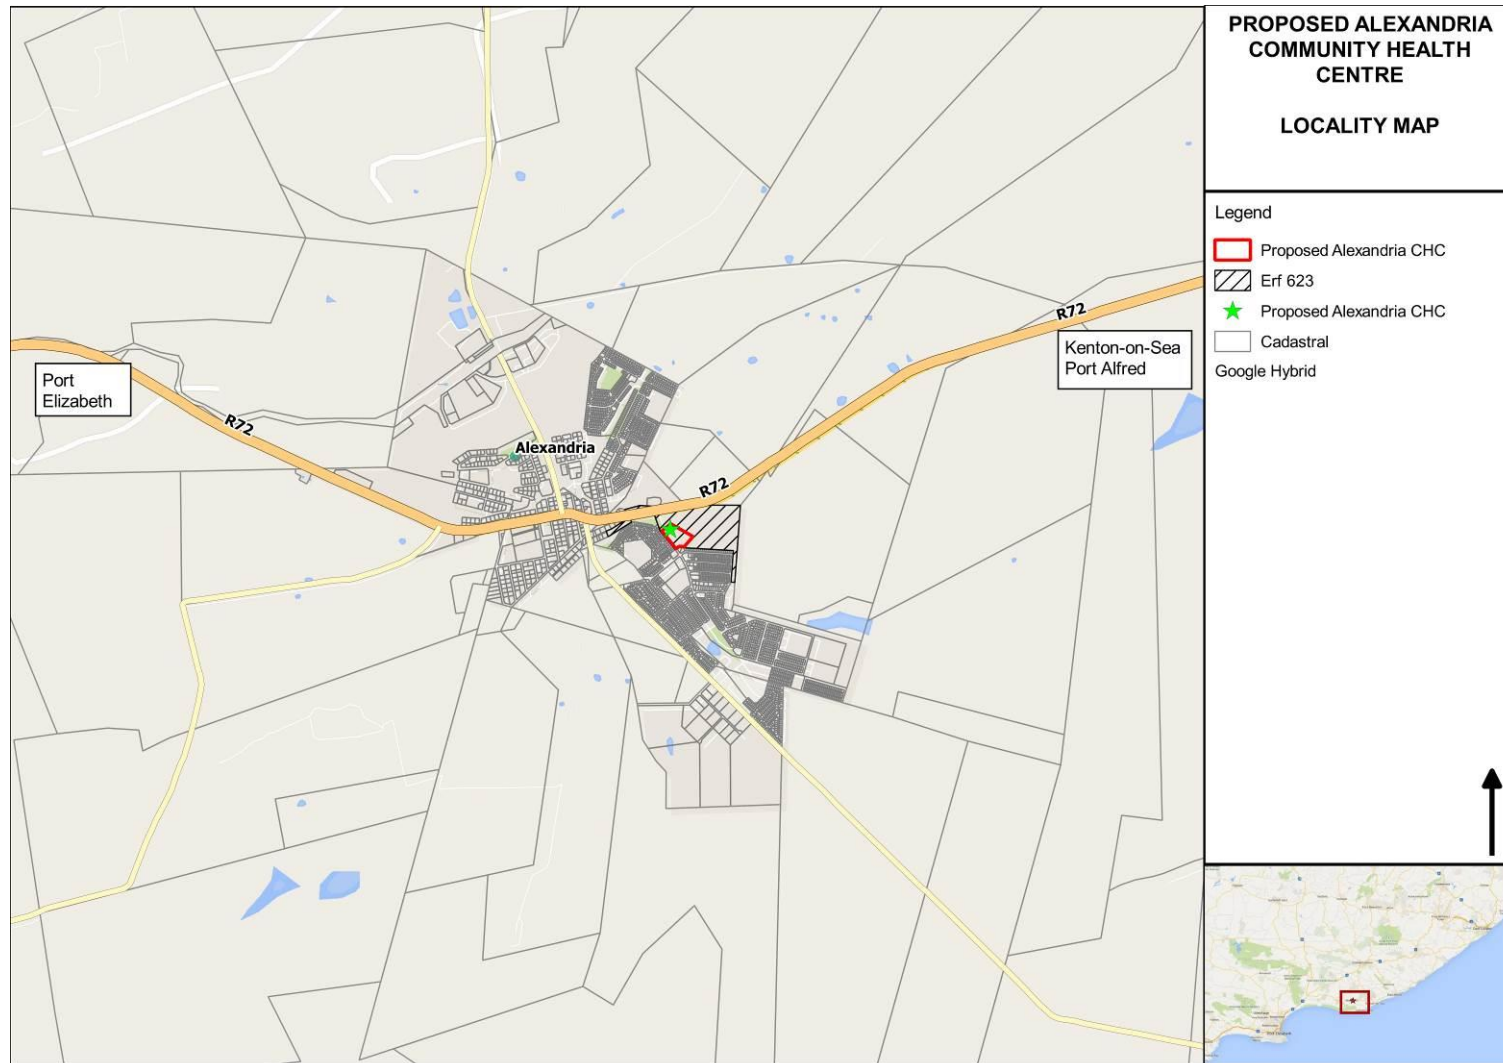 PROPOSED ALEXANDRIA
COMMUNITY HEALTH
CENTRE
LOCALITY MAP
Legend
Proposed Alexandria CHC
Erf 623
Proposed Alexandria CHC
Cadastral
Google Hybrid
R72
Kenton-on-Sea
Port Alfred
Port
Elizabeth
R72
Alexandria
R72